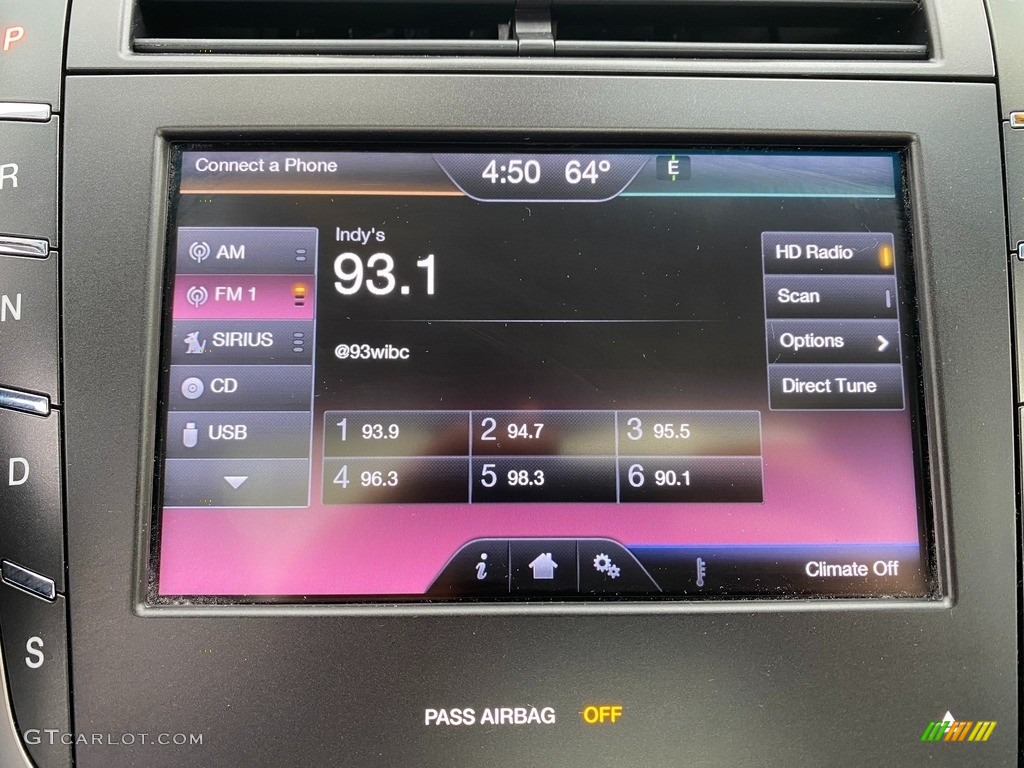 P
R
N
D
S
Connect a Phone
4:50 64º
E
AM
FM 1
SIRIUS
CD
USB
Indy's
93.1
@93wibc
HD Radio
Scan
Options
Direct Tune
1 93.9
2 94.7
3 95.5
4 96.3
5 98.3
6 90.1
i
Climate Off
PASS AIRBAG OFF
GTCARLOT.COM